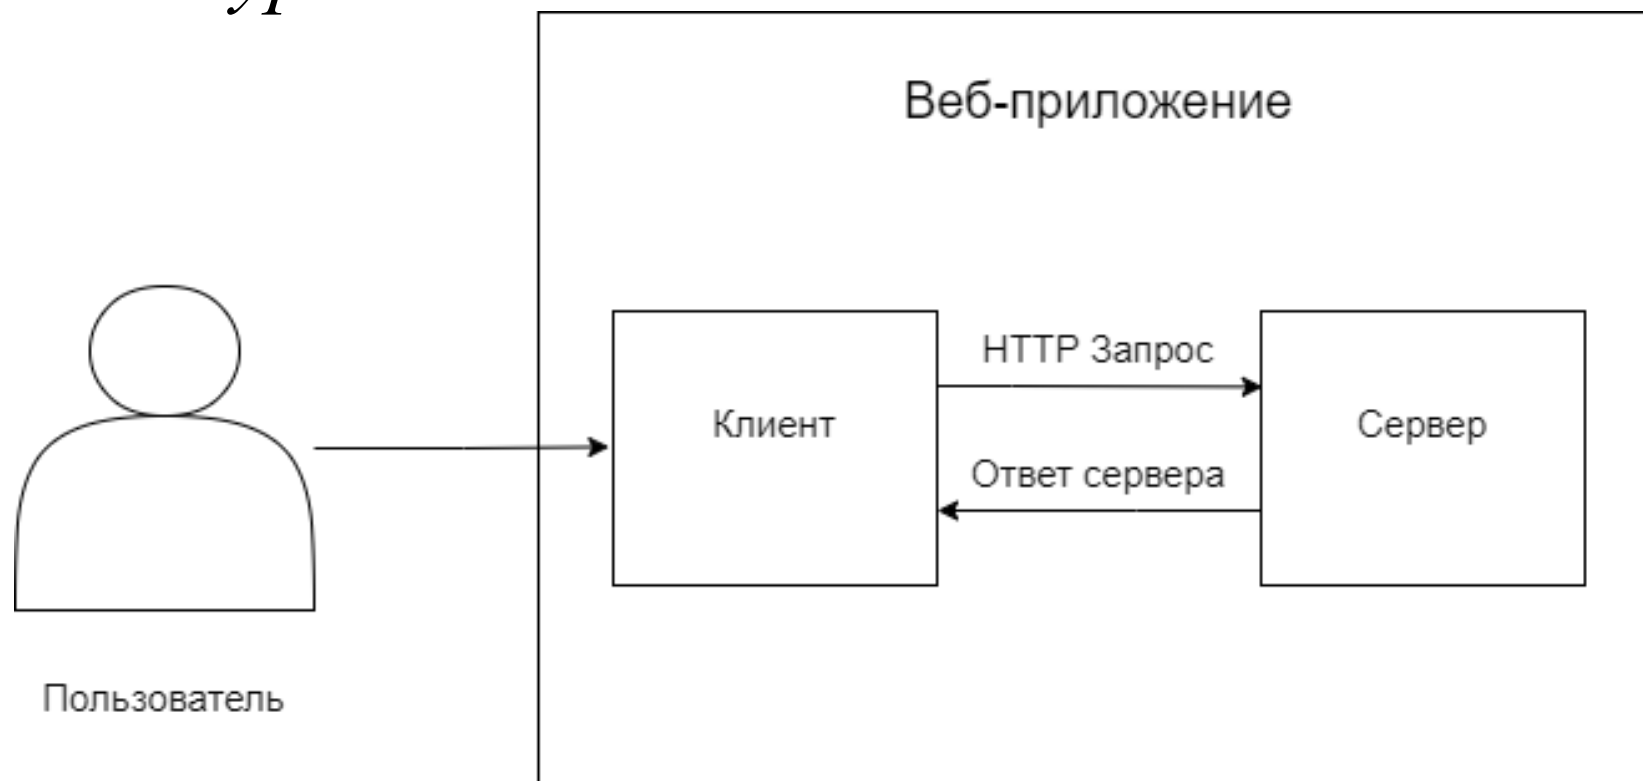 Веб-приложение
HTTP Запрос
Клиент
Сервер
Ответ сервера
Пользователь